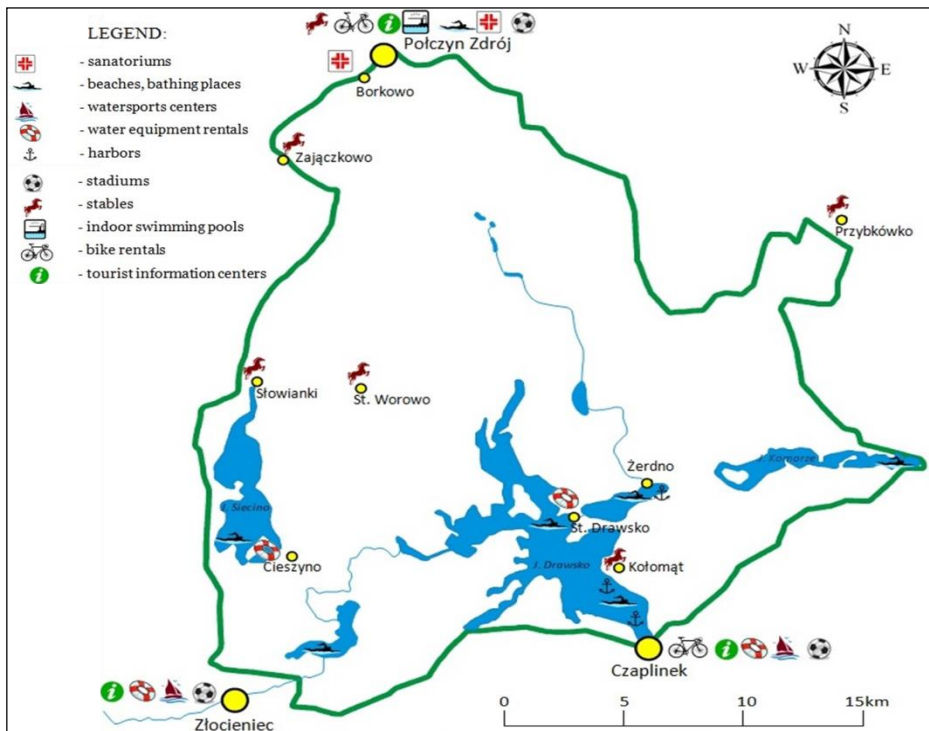 LEGEND:
- sanatoriums
- beaches, bathing places
- watersports centers
- water equipment rentals
- harbors
- stadiums
- stables
- indoor swimming pools
- bike rentals
- tourist information centers
N
W E
S
Połczyn Zdrój
Borkowo
Zajączkowo
Przybkówko
Słowianki
St. Worowo
Żerdno
J. Komorze
J. Siecino
St. Drawsko
Cieszyno
J. Drawsko
Kołomąt
Czaplinek
Złocieniec
0 5 10 15km